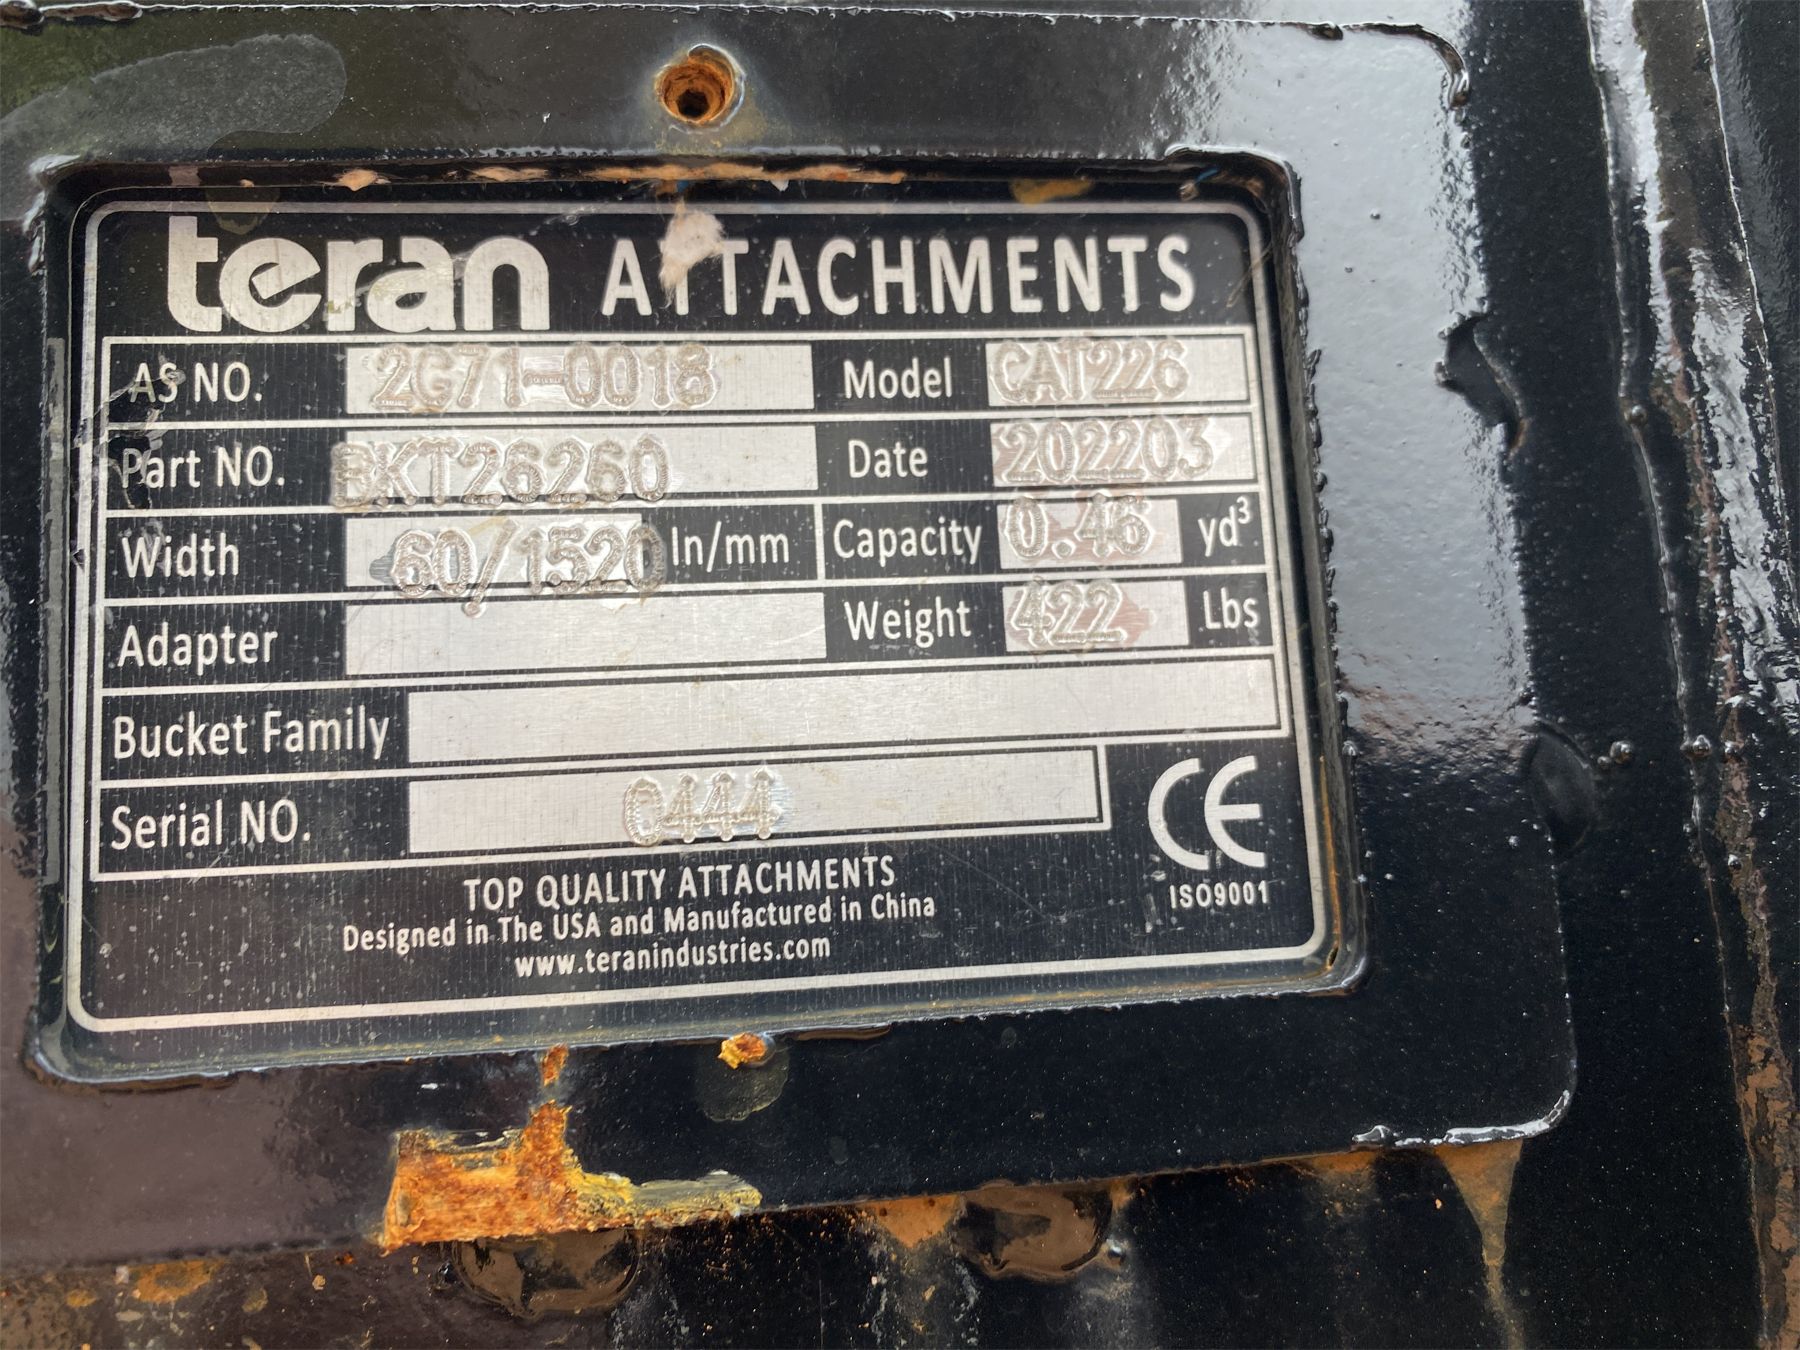 teran ATTACHMENTS
AS NO. 2G71-0018 Model CAT226
Part NO. BKT26260 Date 202203
Width 60/1520 In/mm Capacity 0.46 yd³
Adapter Weight 422 Lbs
Bucket Family
Serial NO. 0444
CE
ISO9001
TOP QUALITY ATTACHMENTS
Designed in The USA and Manufactured in China
www.teranindustries.com